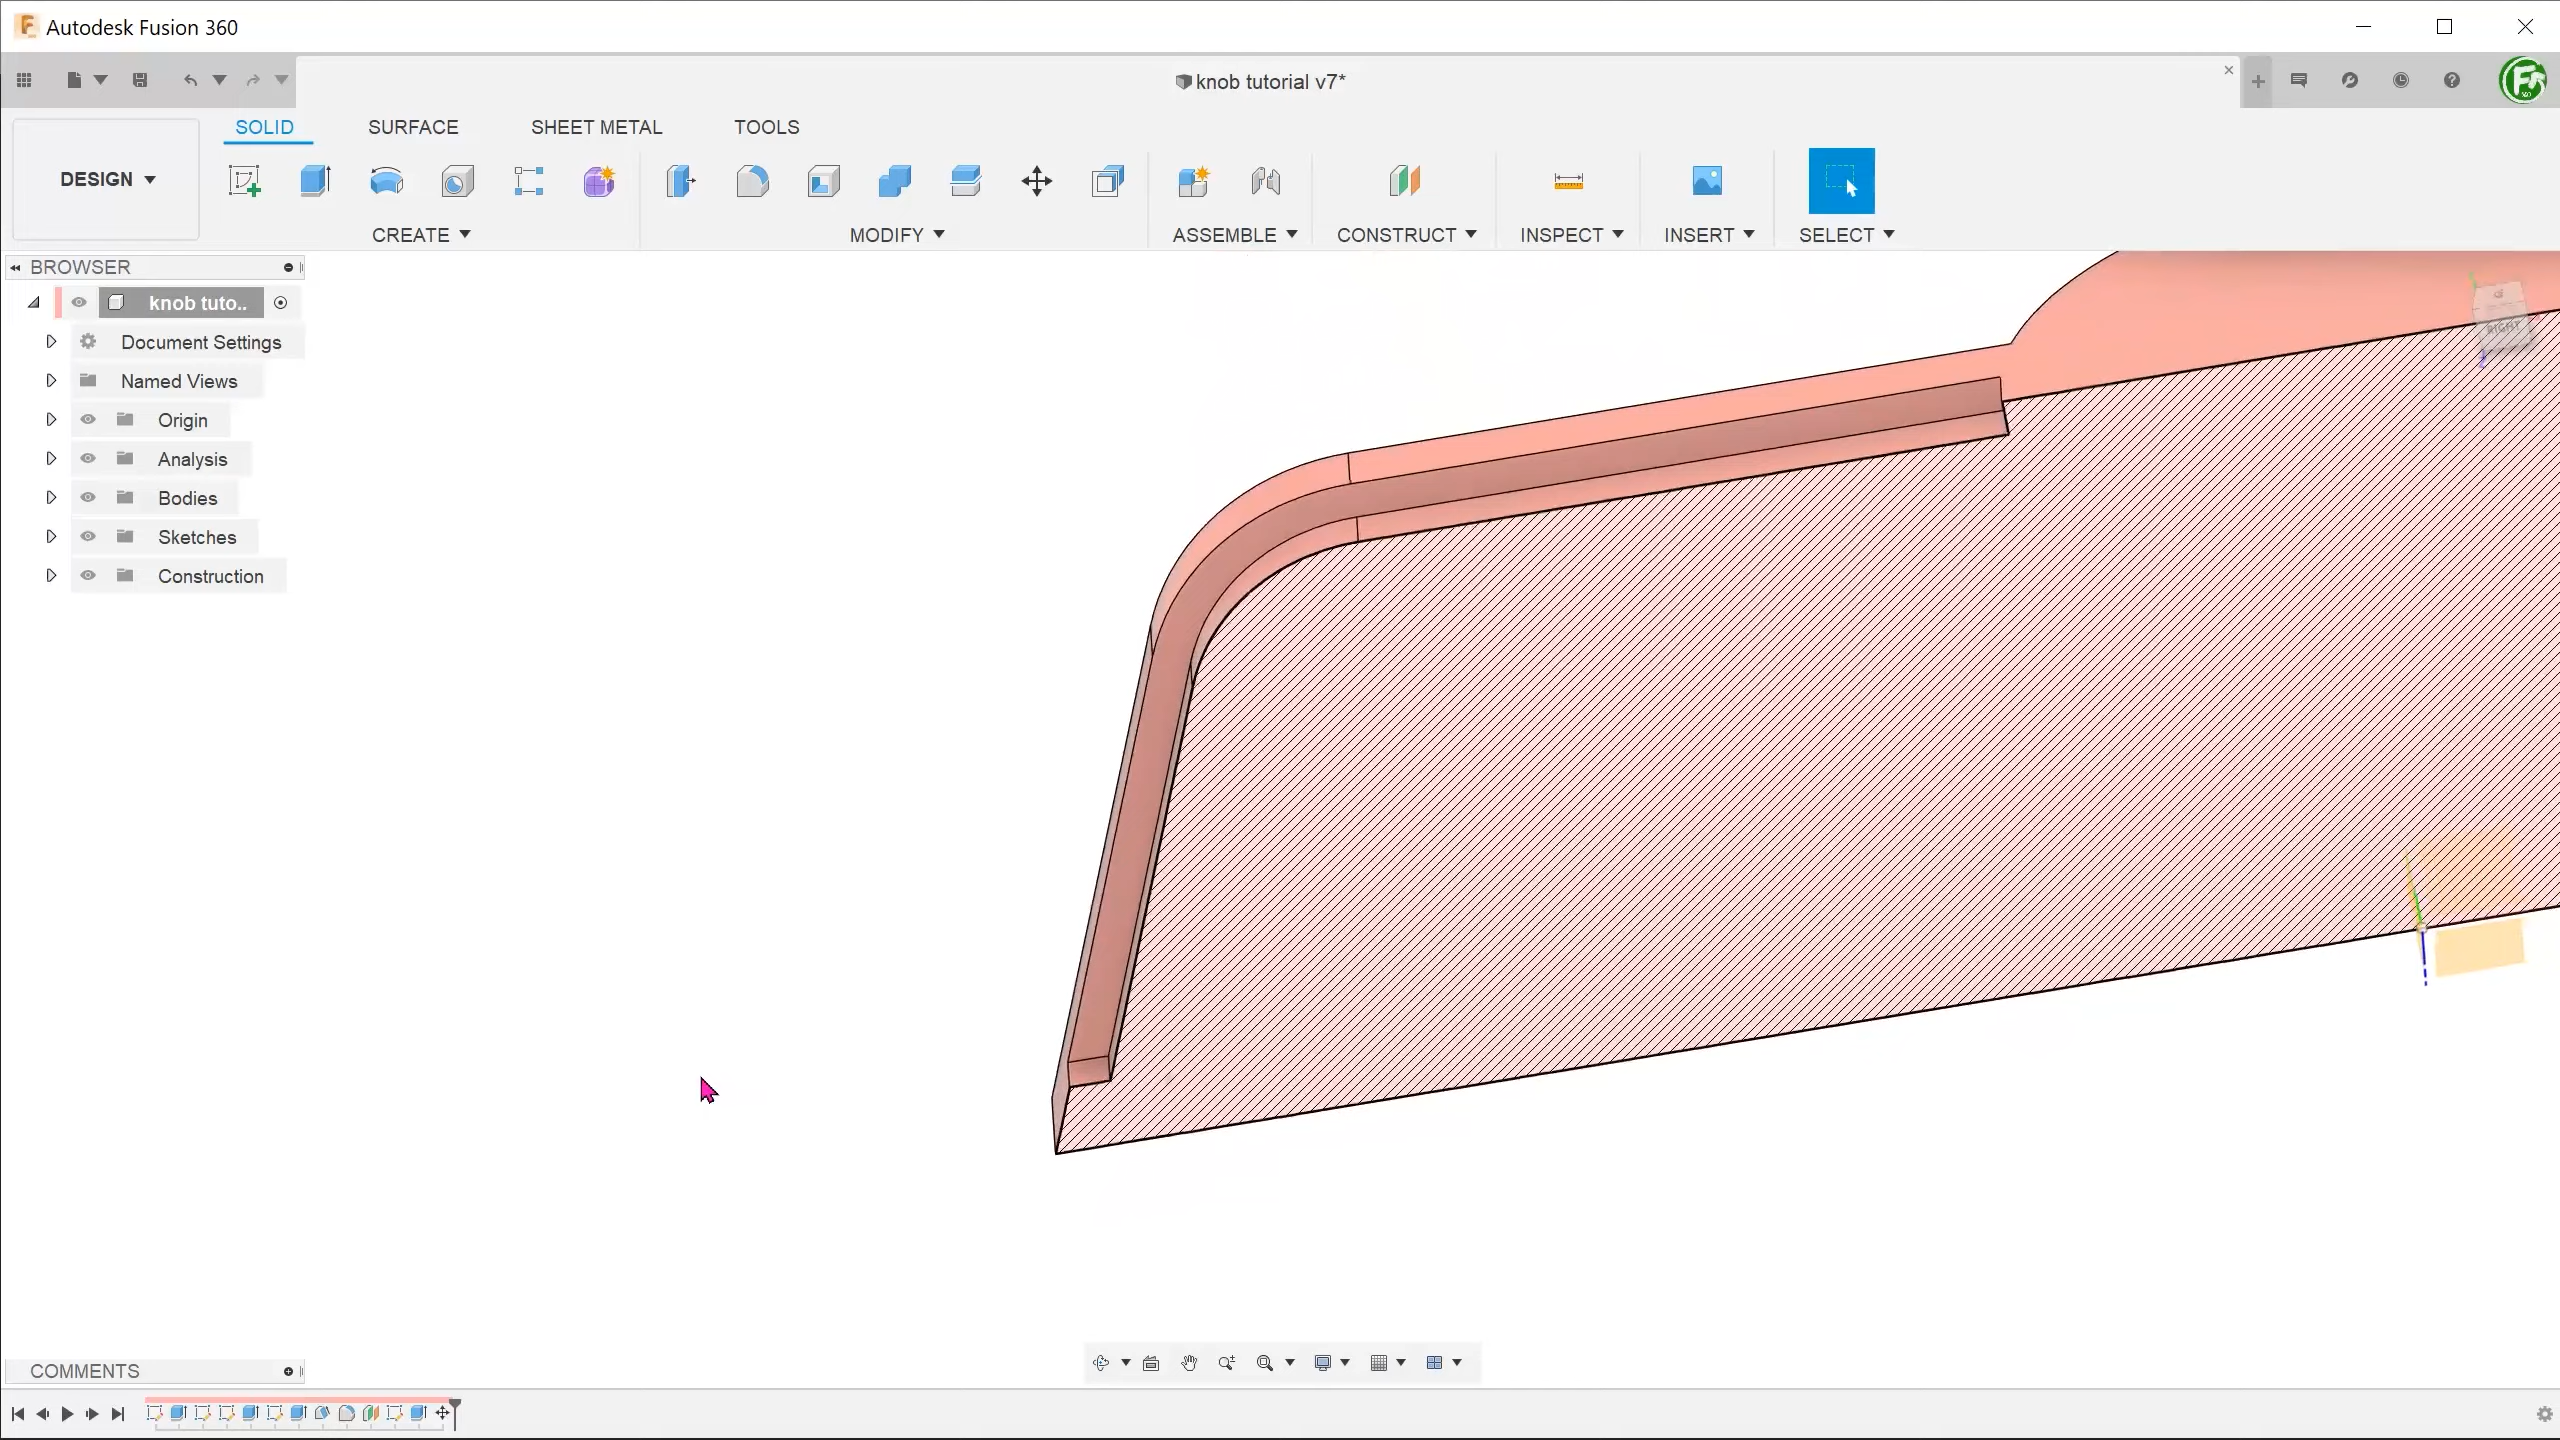 Autodesk Fusion 360
knob tutorial v7*
SOLID SURFACE SHEET METAL TOOLS
DESIGN
CREATE MODIFY ASSEMBLE CONSTRUCT INSPECT INSERT SELECT
BROWSER
knob tuto..
Document Settings
Named Views
Origin
Analysis
Bodies
Sketches
Construction
RIGHT
COMMENTS